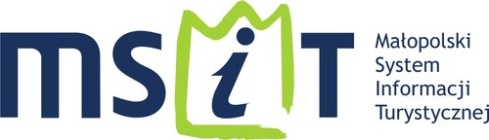 MSiT
Małopolski
System
Informacji
Turystycznej